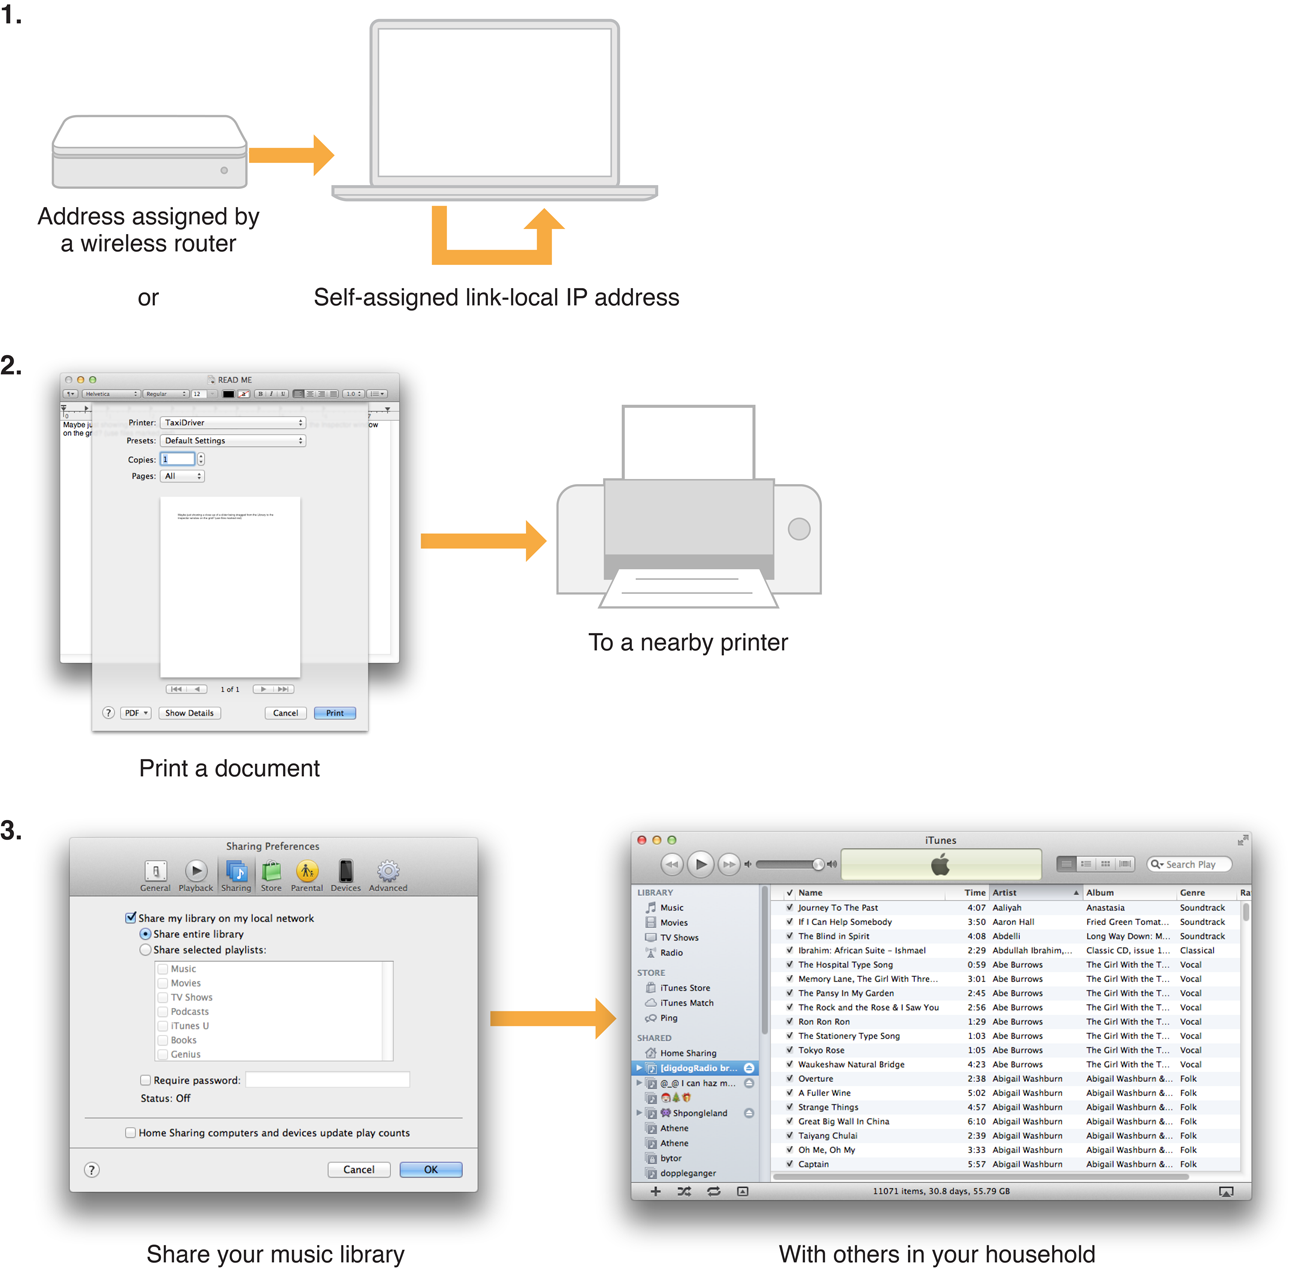 1.
Address assigned by
a wireless router
or
Self-assigned link-local IP address
2.
READ ME
Helvetica
Regular
12
B I U
1.0
0
7
Maybe ju
ow
on the gr
Printer: TaxiDriver
Presets: Default Settings
Copies: 1
Pages: All
1 of 1
? PDF Show Details Cancel Print
Print a document
To a nearby printer
3.
Sharing Preferences
General Playback Sharing Store Parental Devices Advanced
Share my library on my local network
Share entire library
Share selected playlists:
Music
Movies
TV Shows
Podcasts
iTunes U
Books
Genius
Require password:
Status: Off
Home Sharing computers and devices update play counts
? Cancel OK
Share your music library
iTunes
Search Play
LIBRARY
Music
Movies
TV Shows
Radio
STORE
iTunes Store
iTunes Match
Ping
SHARED
Home Sharing
[digdogRadio br...
@_@ I can haz m...
Shpongleland
Athene
Athene
bytor
doppleganger
Name Time Artist Album Genre Ra
Journey To The Past 4:07 Aaliyah Anastasia Soundtrack
If I Can Help Somebody 3:50 Aaron Hall Fried Green Tomat... Soundtrack
The Blind in Spirit 4:08 Abdelli Long Way Down: M... Soundtrack
Ibrahim: African Suite - Ishmael 2:29 Abdullah Ibrahim,... Classic CD, issue 1... Classical
The Hospital Type Song 0:59 Abe Burrows The Girl With the T... Vocal
Memory Lane, The Girl With Thre... 3:01 Abe Burrows The Girl With the T... Vocal
The Pansy In My Garden 2:45 Abe Burrows The Girl With the T... Vocal
The Rock and the Rose & I Saw You 2:56 Abe Burrows The Girl With the T... Vocal
Ron Ron Ron 1:29 Abe Burrows The Girl With the T... Vocal
The Stationery Type Song 1:03 Abe Burrows The Girl With the T... Vocal
Tokyo Rose 1:05 Abe Burrows The Girl With the T... Vocal
Waukeshaw Natural Bridge 4:23 Abe Burrows The Girl With the T... Vocal
Overture 2:38 Abigail Washburn Abigail Washburn &... Folk
A Fuller Wine 5:02 Abigail Washburn Abigail Washburn &... Folk
Strange Things 4:57 Abigail Washburn Abigail Washburn &... Folk
Great Big Wall In China 6:10 Abigail Washburn Abigail Washburn &... Folk
Taiyang Chulai 2:39 Abigail Washburn Abigail Washburn &... Folk
Oh Me, Oh My 3:33 Abigail Washburn Abigail Washburn &... Folk
Captain 5:57 Abigail Washburn Abigail Washburn &... Folk
11071 items, 30.8 days, 55.79 GB
With others in your household